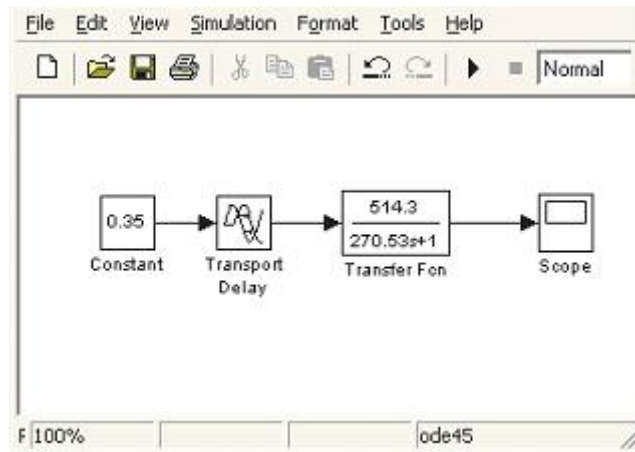 File Edit View Simulation Format Tools Help
Normal
0.35
514.3
270.53s+1
Constant
Transport
Delay
Transfer Fcn
Scope
F 100%
ode45